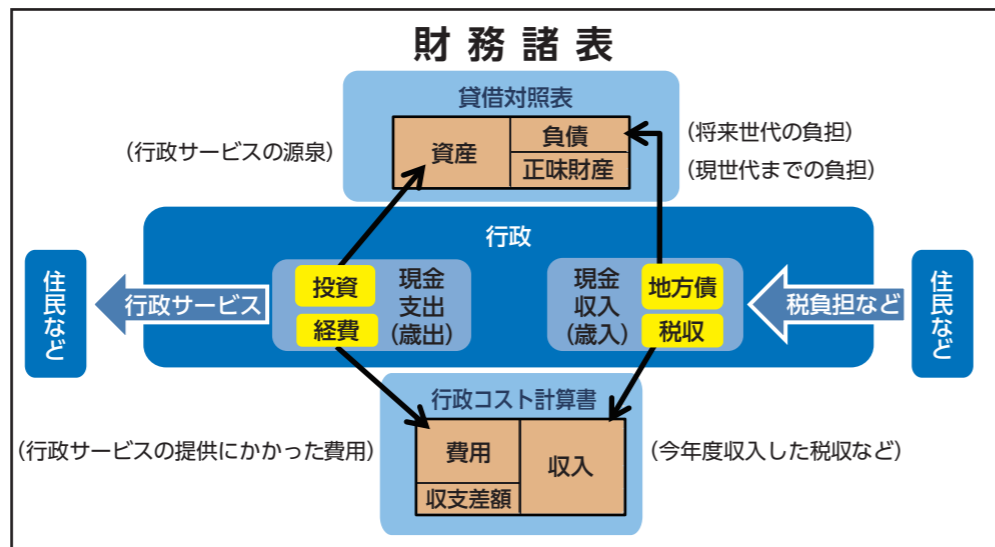 財務諸表
貸借対照表
(行政サービスの源泉)
資産
負債
正味財産
(将来世代の負担)
(現世代までの負担)
行政
住民など
行政サービス
投資
経費
現金
支出
(歳出)
現金
収入
(歳入)
地方債
税収
税負担など
住民など
行政コスト計算書
(行政サービスの提供にかかった費用)
費用
収支差額
収入
(今年度収入した税収など)